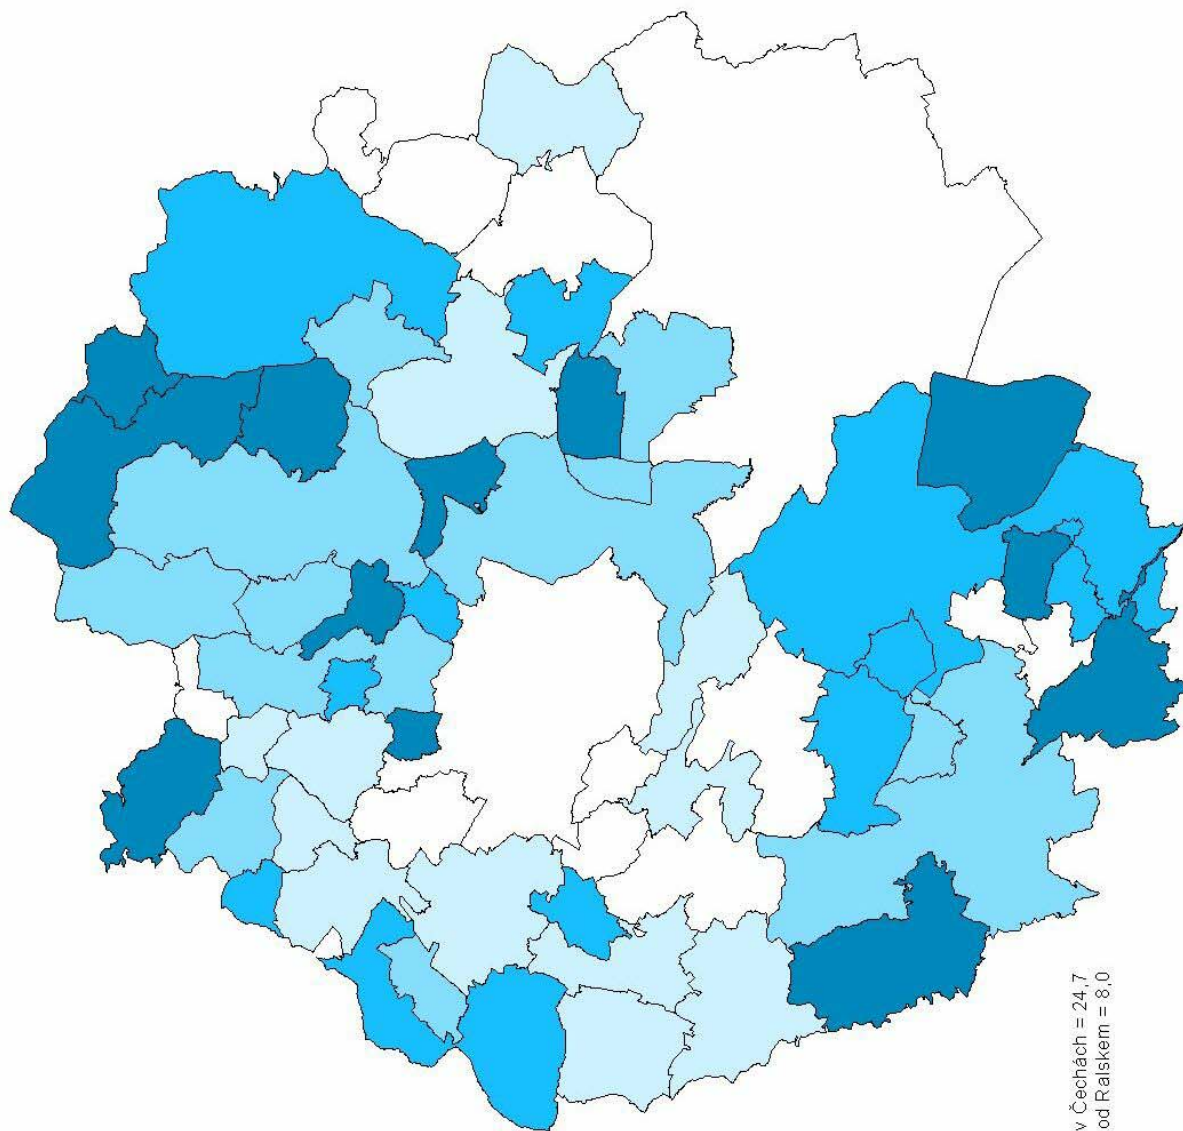 v Čechách = 24,7
od Ralskem = 8,0